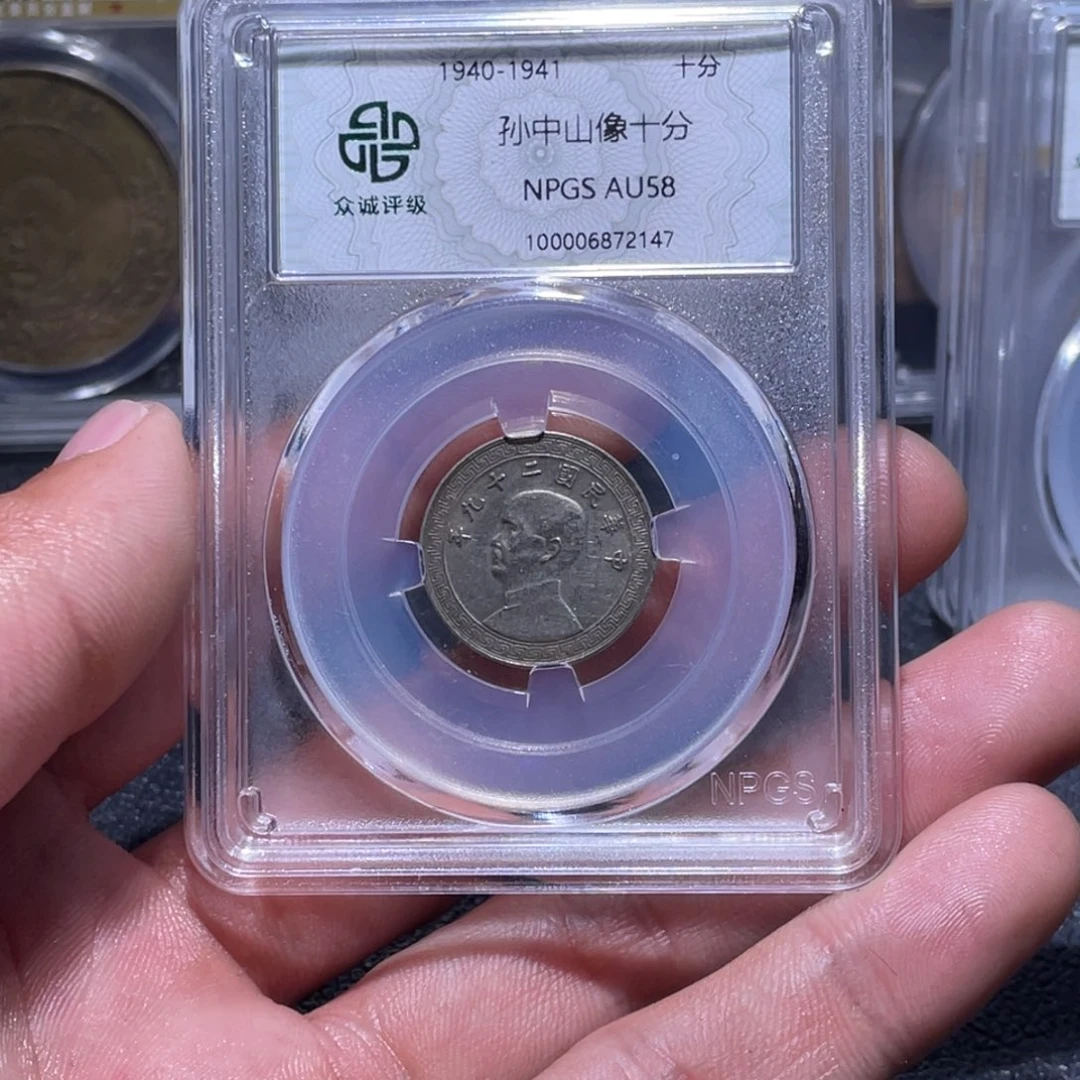 1940-1941 十分
孙中山像十分
NPGS AU58
众诚评级
100006872147
年九十二國民華中
NPGS